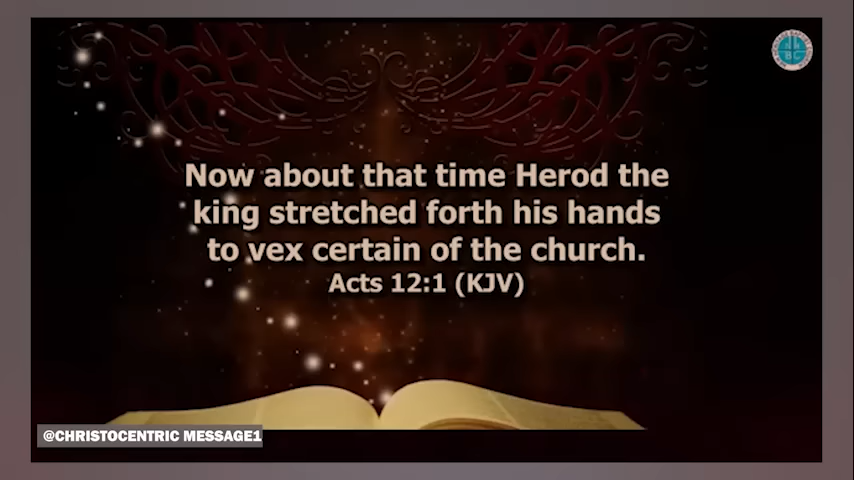 Now about that time Herod the
king stretched forth his hands
to vex certain of the church.
Acts 12:1 (KJV)
@CHRISTOCENTRIC MESSAGE1